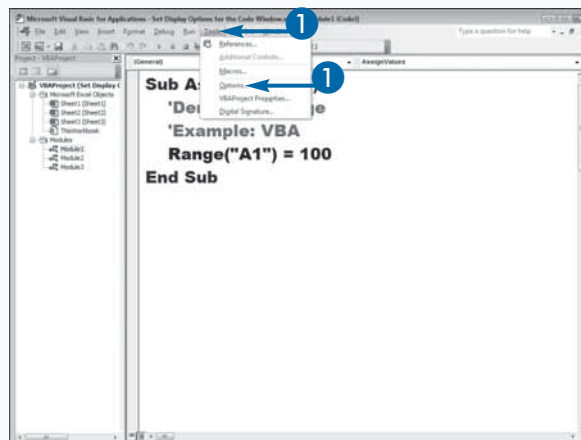 Microsoft Visual Basic for Applications - Set Display Options for the Code Window.
File Edit View Insert Format Debug Run Tools
Type a question for help
1
References...
Additional Controls...
Macros...
Options...
1
VBAProject Properties...
Digital Signature...
Project - VBAProject
VBAProject (Set Display
Microsoft Excel Objects
Sheet1 (Sheet1)
Sheet2 (Sheet2)
Sheet3 (Sheet3)
ThisWorkbook
Modules
Module1
Module2
Module3
(General)
AssignValues
Sub
'Example: VBA
Range("A1") = 100
End Sub